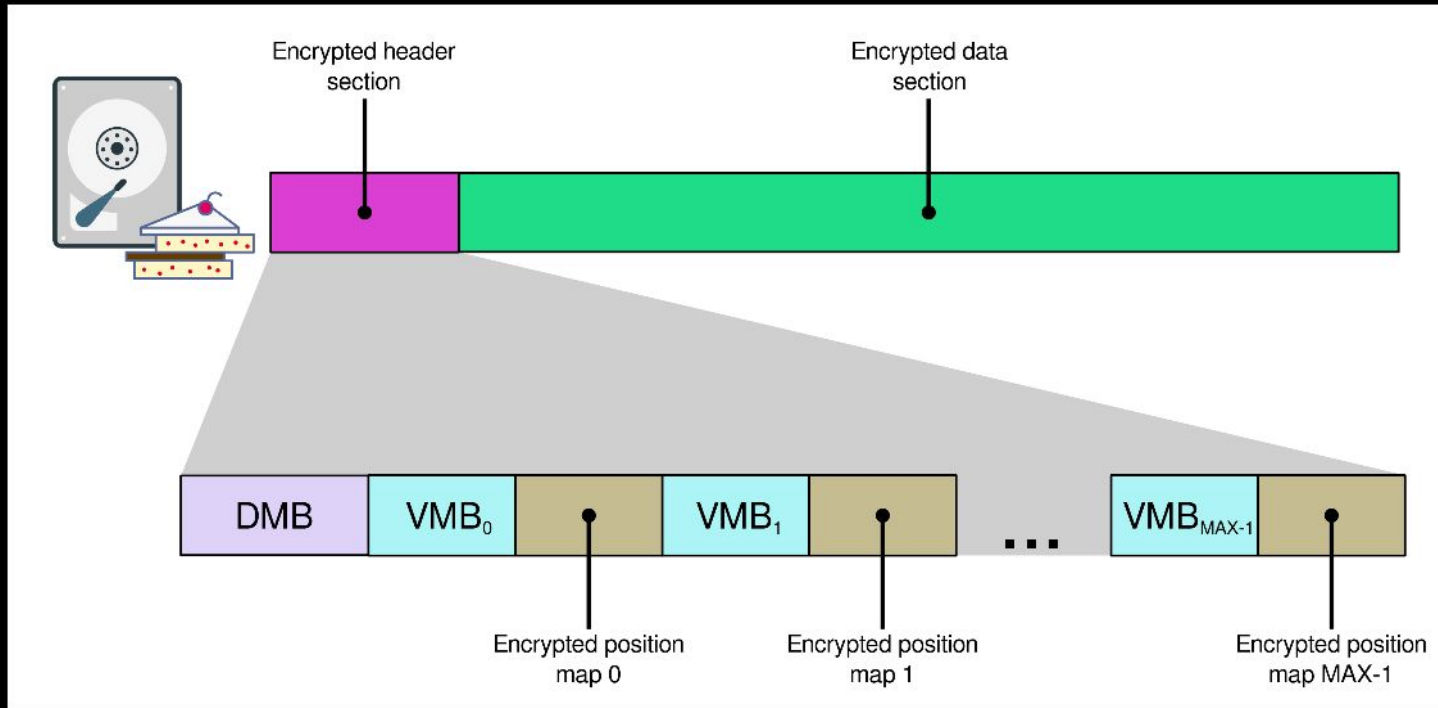 Encrypted header
section
Encrypted data
section
DMB
VMB₀
VMB₁
...
VMB_MAX-1
Encrypted position
map 0
Encrypted position
map 1
Encrypted position
map MAX-1